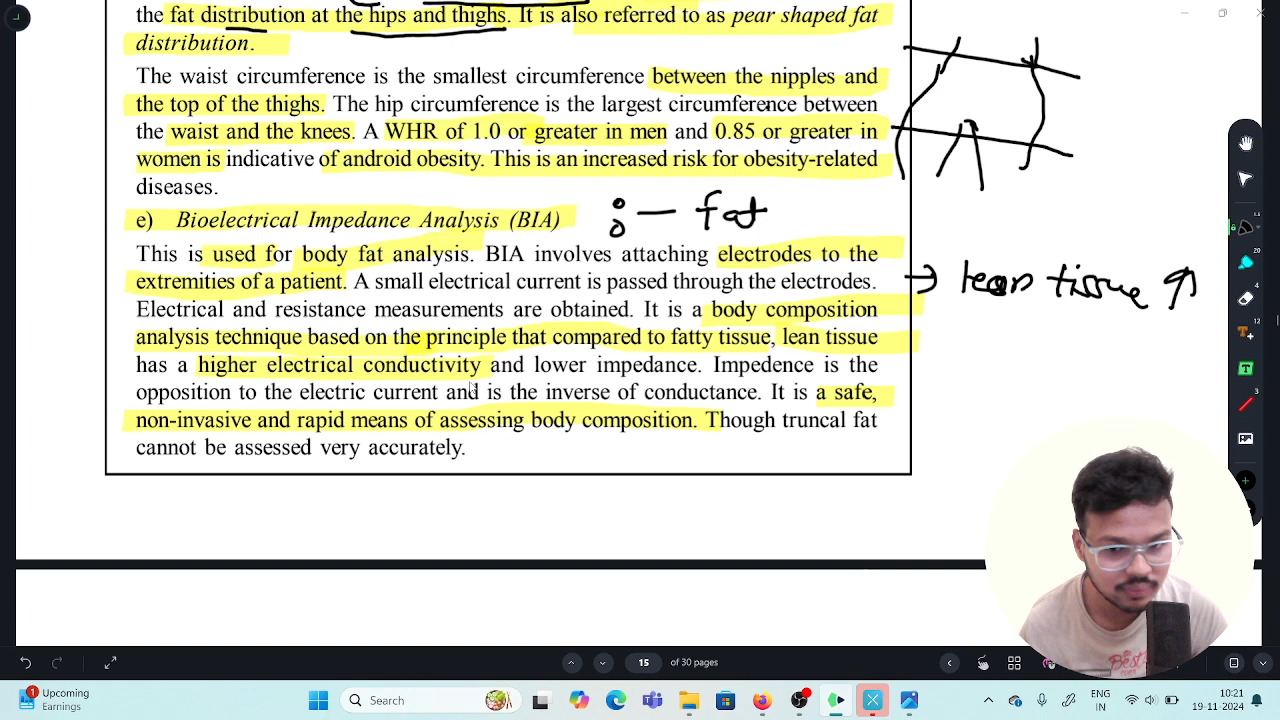 the fat distribution at the hips and thighs. It is also referred to as pear shaped fat
distribution.
The waist circumference is the smallest circumference between the nipples and
the top of the thighs. The hip circumference is the largest circumference between
the waist and the knees. A WHR of 1.0 or greater in men and 0.85 or greater in
women is indicative of android obesity. This is an increased risk for obesity-related
diseases.
e) Bioelectrical Impedance Analysis (BIA)
— fat
This is used for body fat analysis. BIA involves attaching electrodes to the
extremities of a patient. A small electrical current is passed through the electrodes.
→ lean tissue ↑
Electrical and resistance measurements are obtained. It is a body composition
analysis technique based on the principle that compared to fatty tissue, lean tissue
has a higher electrical conductivity and lower impedance. Impedance is the
opposition to the electric current and is the inverse of conductance. It is a safe,
non-invasive and rapid means of assessing body composition. Though truncal fat
cannot be assessed very accurately.
15 of 30 pages
1 Upcoming
Earnings
Search
ENG
IN
10:21
19-11-2024